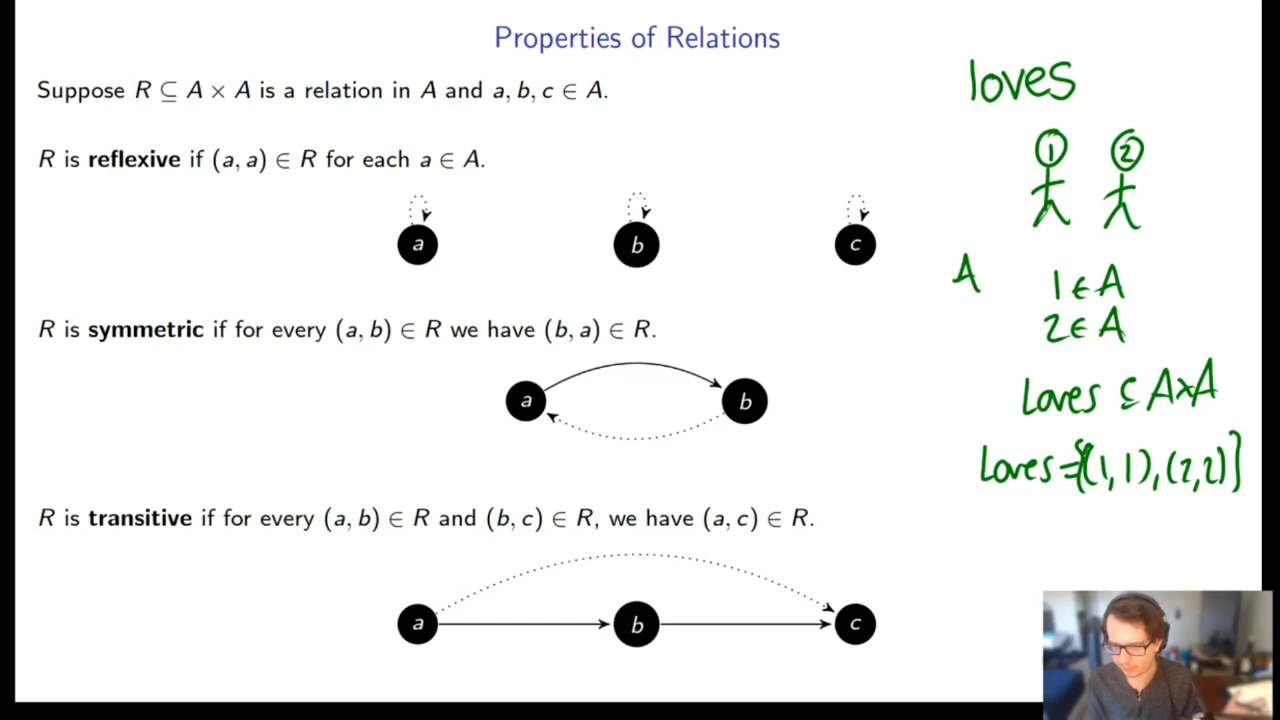 Properties of Relations
Suppose R ⊆ A × A is a relation in A and a, b, c ∈ A.
R is reflexive if (a, a) ∈ R for each a ∈ A.
a b c
R is symmetric if for every (a, b) ∈ R we have (b, a) ∈ R.
a b
R is transitive if for every (a, b) ∈ R and (b, c) ∈ R, we have (a, c) ∈ R.
a b c
loves
1 2
A 1 ∈ A
2 ∈ A
Loves ⊆ A×A
Loves = {(1,1),(2,2)}